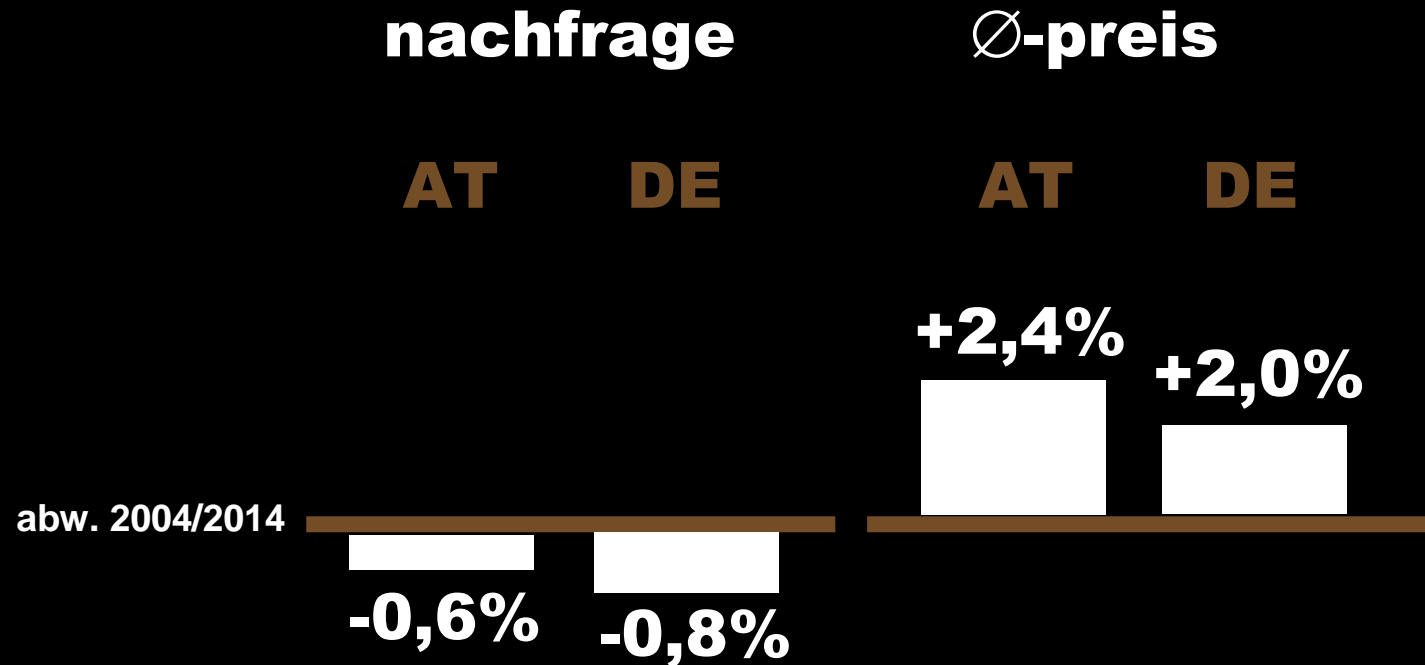 nachfrage ∅-preis
AT DE AT DE
+2,4%
+2,0%
abw. 2004/2014
-0,6%
-0,8%